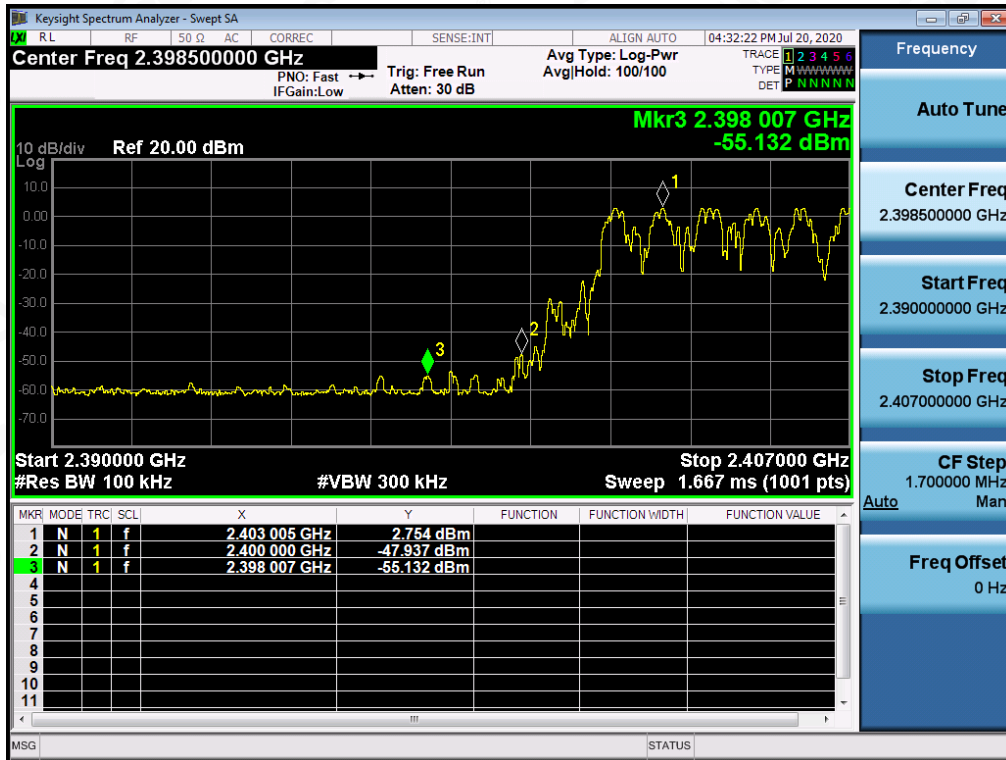 Keysight Spectrum Analyzer - Swept SA
LXI RL RF 50 Ω AC CORREC SENSE:INT ALIGN AUTO 04:32:22 PM Jul 20, 2020
Center Freq 2.398500000 GHz
PNO: Fast
IFGain:Low
Trig: Free Run
Atten: 30 dB
Avg Type: Log-Pwr
Avg|Hold: 100/100
TRACE 1 2 3 4 5 6
TYPE M W W W W W
DET P N N N N N
Mkr3 2.398 007 GHz
-55.132 dBm
10 dB/div Ref 20.00 dBm
Log
10.0
0.00
-10.0
-20.0
-30.0
-40.0
-50.0
-60.0
-70.0
1
2
3
Start 2.390000 GHz Stop 2.407000 GHz
#Res BW 100 kHz #VBW 300 kHz Sweep 1.667 ms (1001 pts)
MKR MODE TRC SCL X Y FUNCTION FUNCTION WIDTH FUNCTION VALUE
1 N 1 f 2.403 005 GHz 2.754 dBm
2 N 1 f 2.400 000 GHz -47.937 dBm
3 N 1 f 2.398 007 GHz -55.132 dBm
4
5
6
7
8
9
10
11
MSG STATUS
Frequency
Auto Tune
Center Freq
2.398500000 GHz
Start Freq
2.390000000 GHz
Stop Freq
2.407000000 GHz
CF Step
1.700000 MHz
Auto Man
Freq Offset
0 Hz